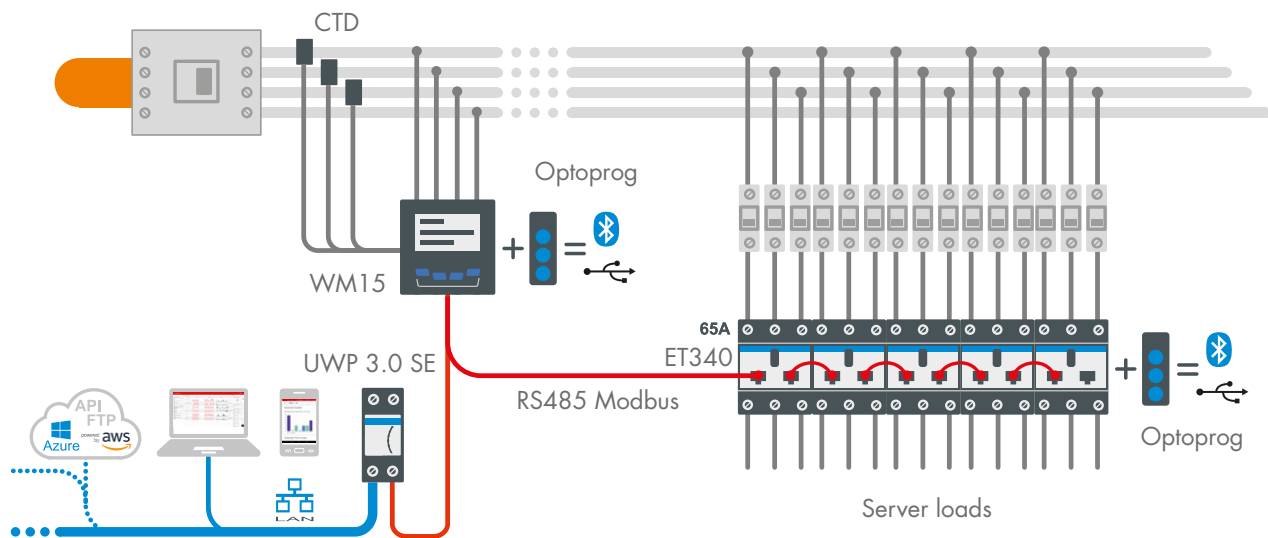 CTD
Optoprog
WM15
65A
ET340
UWP 3.0 SE
RS485 Modbus
API
FTP
Azure
powered by aws
LAN
Optoprog
Server loads